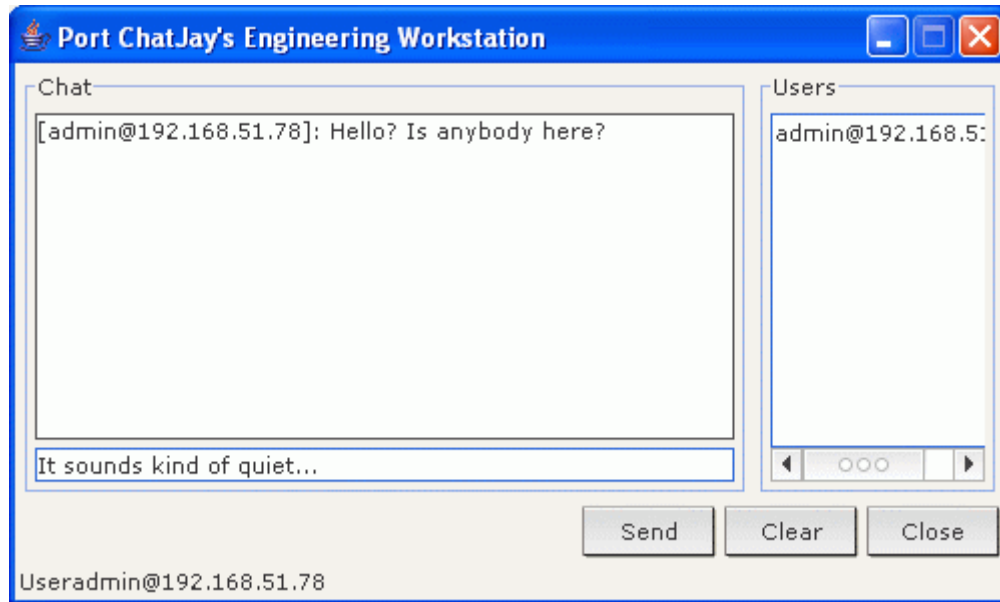 Port ChatJay's Engineering Workstation
Chat
[admin@192.168.51.78]: Hello? Is anybody here?
It sounds kind of quiet...
Users
admin@192.168.51
Send
Clear
Close
Useradmin@192.168.51.78